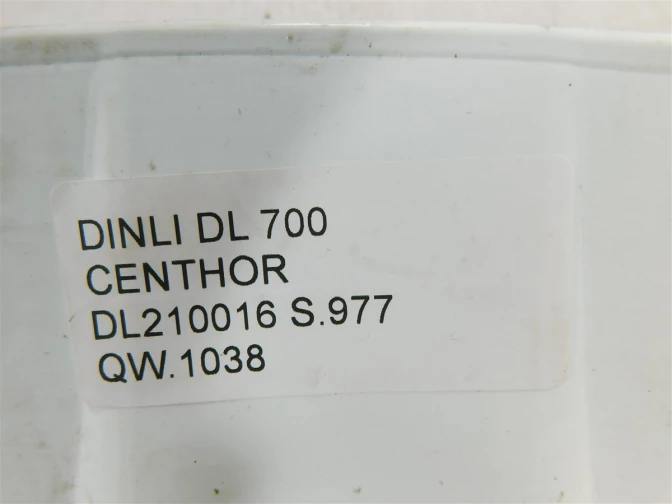 DINLI DL 700
CENTHOR
DL210016 S.977
QW.1038